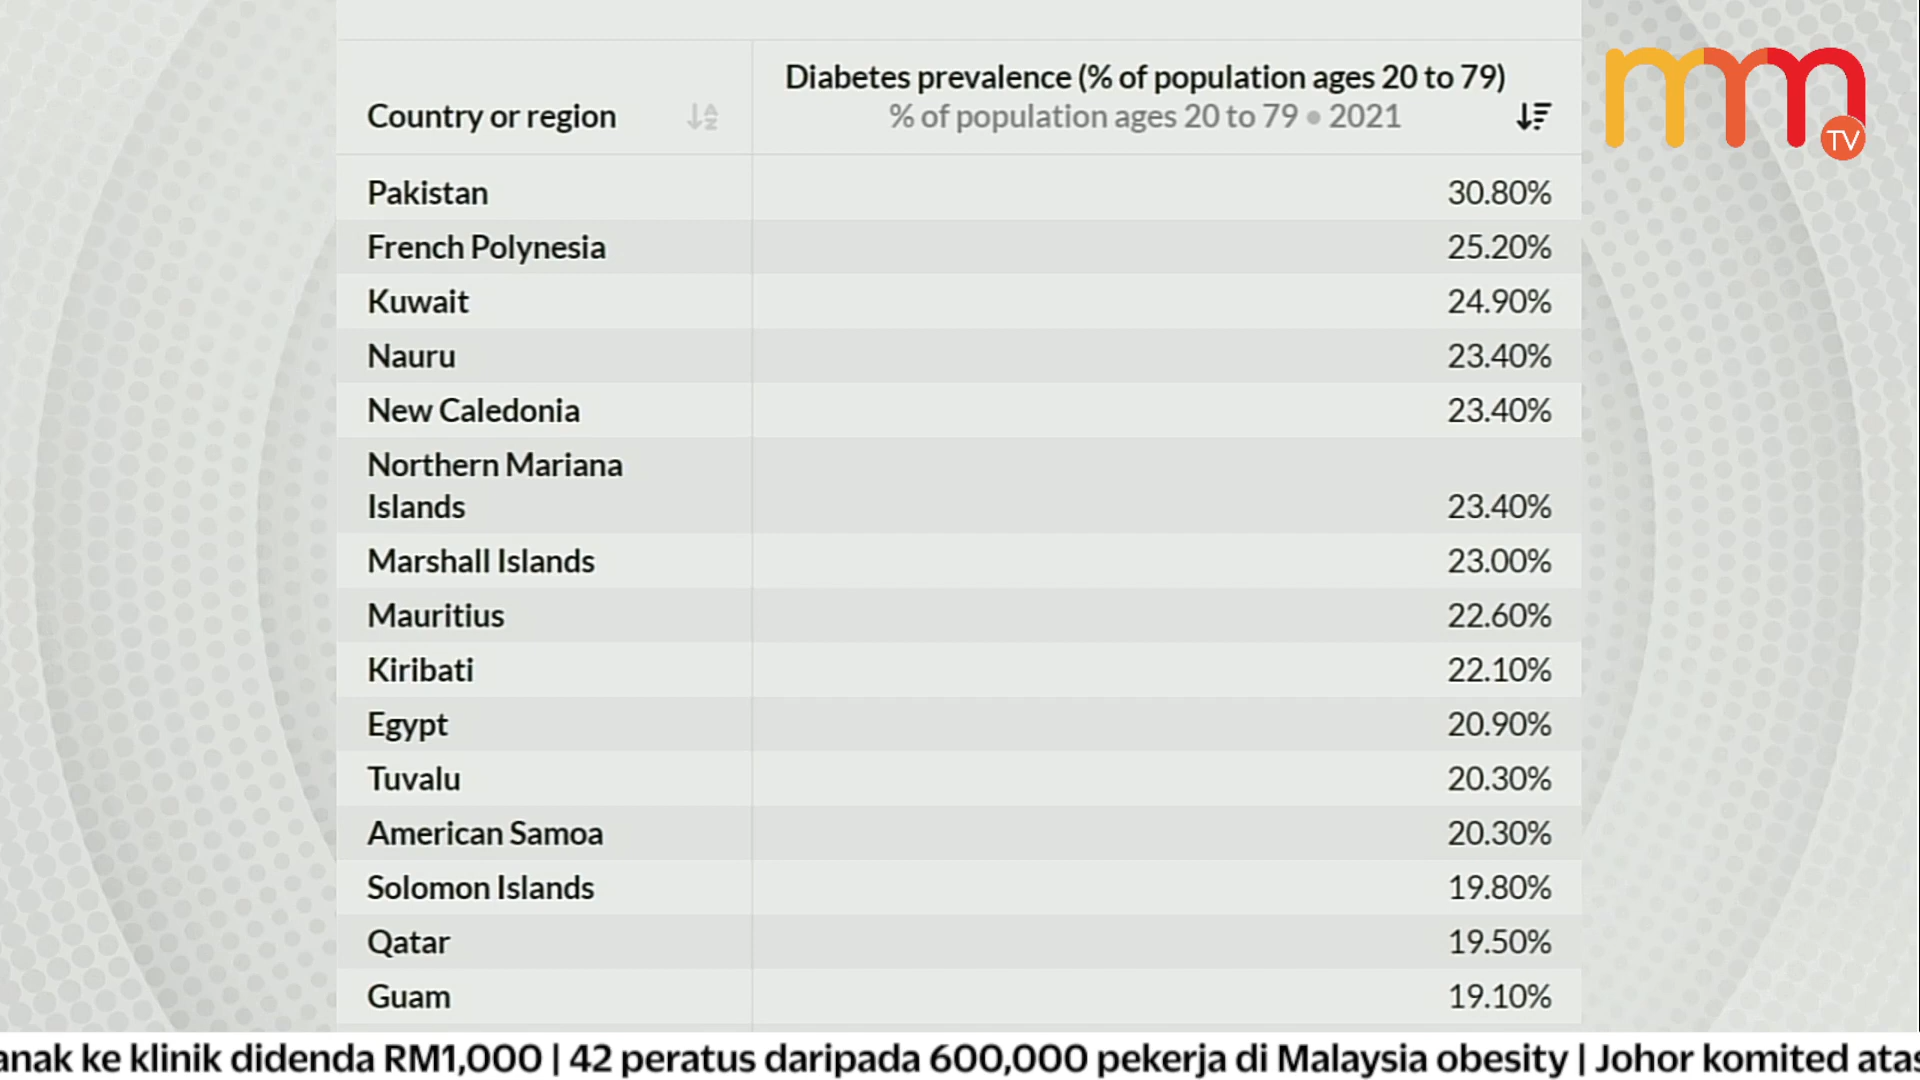 Country or region
Diabetes prevalence (% of population ages 20 to 79)
% of population ages 20 to 79 • 2021
Pakistan 30.80%
French Polynesia 25.20%
Kuwait 24.90%
Nauru 23.40%
New Caledonia 23.40%
Northern Mariana
Islands 23.40%
Marshall Islands 23.00%
Mauritius 22.60%
Kiribati 22.10%
Egypt 20.90%
Tuvalu 20.30%
American Samoa 20.30%
Solomon Islands 19.80%
Qatar 19.50%
Guam 19.10%
mm
TV
anak ke klinik didenda RM1,000 | 42 peratus daripada 600,000 pekerja di Malaysia obesity | Johor komited atas